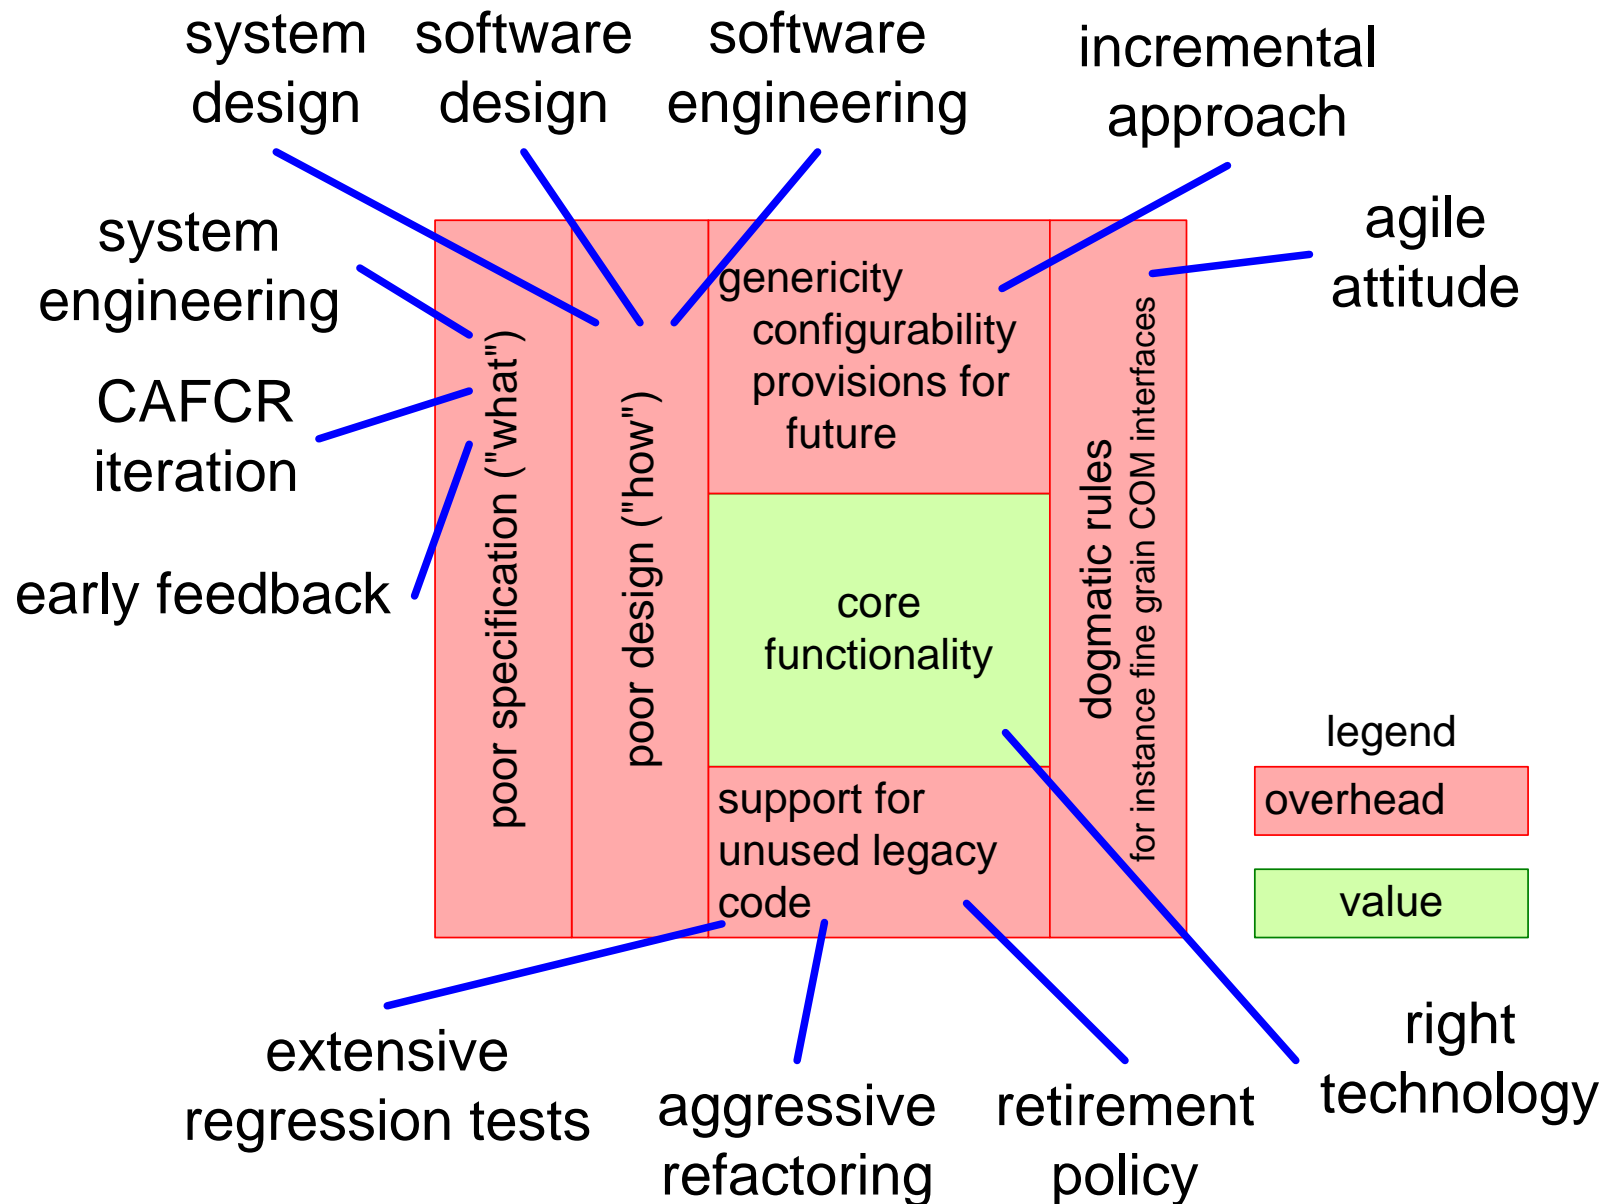 system
design
software
design
software
engineering
incremental
approach
system
engineering
agile
attitude
CAFCR
iteration
early feedback
poor specification ("what")
poor design ("how")
genericity
configurability
provisions for
future
core
functionality
support for
unused legacy
code
dogmatic rules
for instance fine grain COM interfaces
legend
overhead
value
extensive
regression tests
aggressive
refactoring
retirement
policy
right
technology